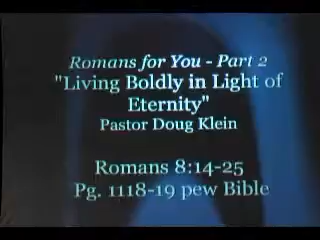 Romans for You - Part 2
"Living Boldly in Light of
Eternity"
Pastor Doug Klein
Romans 8:14-25
Pg. 1118-19 pew Bible